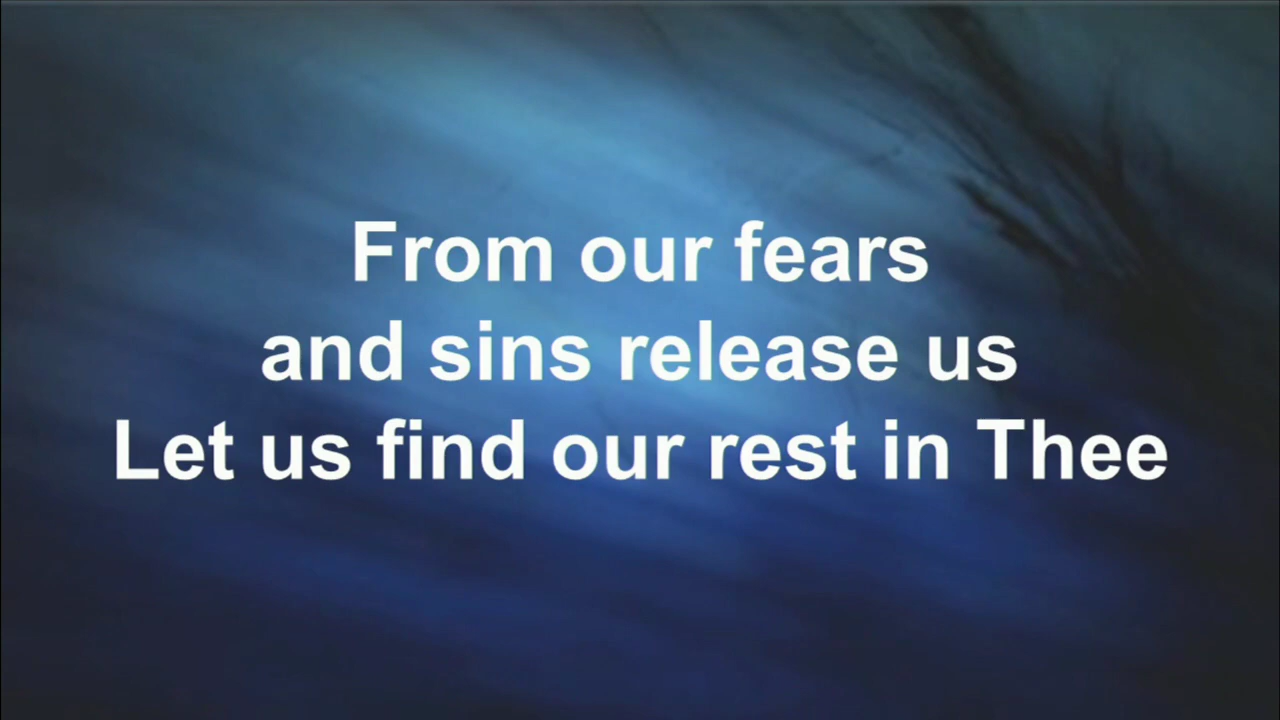 From our fears
and sins release us
Let us find our rest in Thee